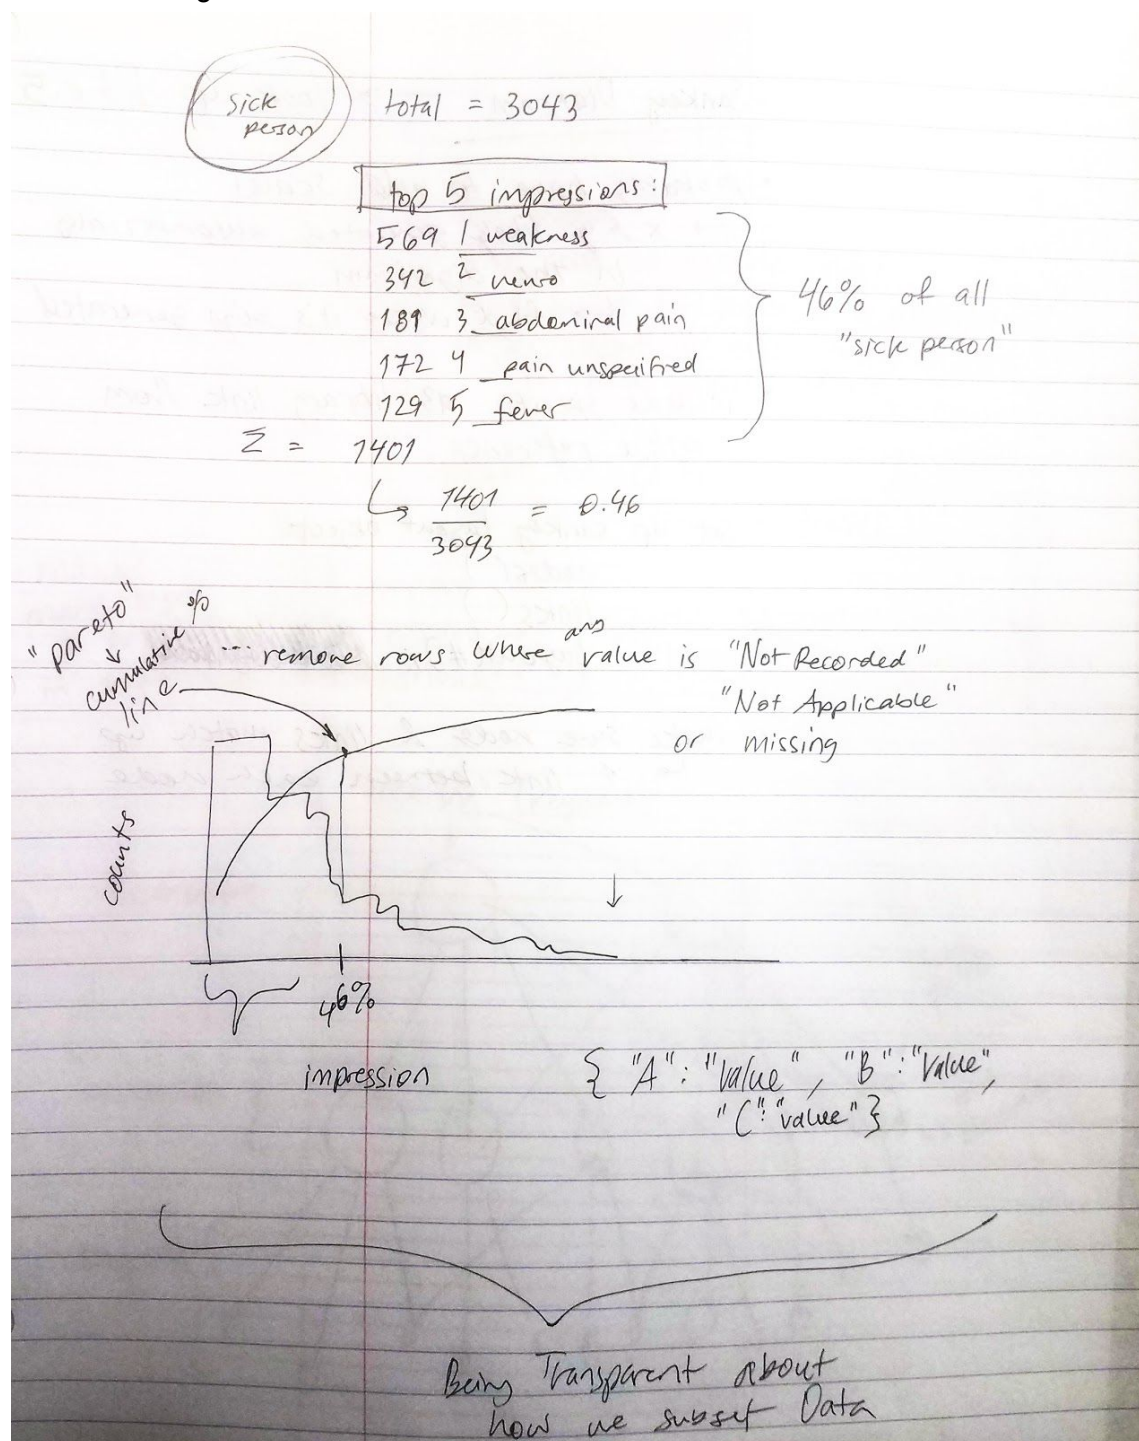 sick
person
total = 3043
top 5 impressions:
569 1 weakness
342 2 neuro
189 3 abdominal pain
172 4 pain unspecified
129 5 fever
46% of all
"sick person"
Σ = 1401
1401
3043
= 0.46
"pareto"
cumulative %
line
... remove rows where any value is "Not Recorded"
"Not Applicable"
or missing
counts
46%
impression
{ "A": "Value", "B": "Value",
"C": "value" }
Being Transparent about
how we subset Data